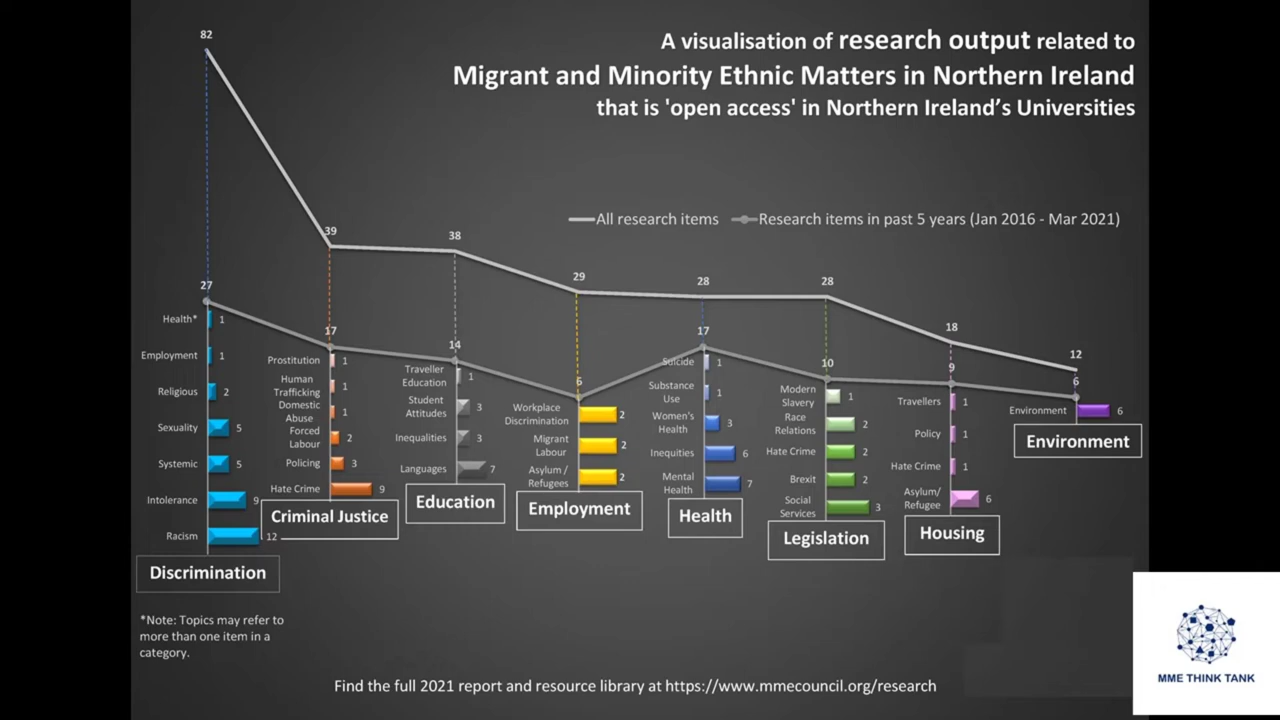 A visualisation of research output related to
Migrant and Minority Ethnic Matters in Northern Ireland
that is 'open access' in Northern Ireland’s Universities
All research items
Research items in past 5 years (Jan 2016 - Mar 2021)
82
39
38
29
28
28
18
12
27
17
14
6
17
10
9
6
Health* 1
Employment 1
Religious 2
Sexuality 5
Systemic 5
Intolerance 9
Racism 12
Discrimination
Prostitution 1
Human
Trafficking 1
Domestic
Abuse 1
Forced
Labour 2
Policing 3
Hate Crime 9
Criminal Justice
Traveller
Education 1
Student
Attitudes 3
Inequalities 3
Languages 7
Education
Workplace
Discrimination 2
Migrant
Labour 2
Asylum /
Refugees 2
Employment
Suicide 1
Substance
Use 1
Women's
Health 3
Inequities 6
Mental
Health 7
Health
Modern
Slavery 1
Race
Relations 2
Hate Crime 2
Brexit 2
Social
Services 3
Legislation
Travellers 1
Policy 1
Hate Crime 1
Asylum/
Refugee 6
Housing
Environment 6
Environment
*Note: Topics may refer to
more than one item in a
category.
Find the full 2021 report and resource library at https://www.mmecouncil.org/research
MME THINK TANK